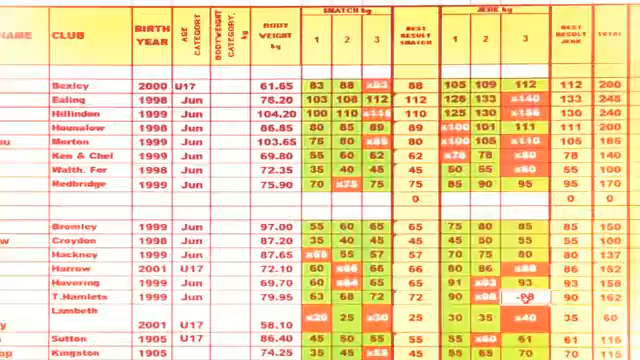 SNATCH kg JERK kg
NAME CLUB BIRTH YEAR AGE CATEGORY BODYWEIGHT CATEG. kg BODY WEIGHT kg 1 2 3 BEST RESULT SNATCH 1 2 3 BEST RESULT JERK TOTAL
Bexley 2000 U17 61.65 83 88 88 105 109 112 112 200
Ealing 1998 Jun 76.20 103 108 112 112 126 133 x140 133 245
Hillindon 1999 Jun 104.20 100 110 110 125 130 130 240
Hounslow 1998 Jun 86.85 80 85 89 89 x100 101 111 111 200
Merton 1999 Jun 103.65 75 80 80 x100 105 x110 105 185
Ken & Chel 1999 Jun 69.80 55 60 62 62 x78 78 x80 78 140
Walth. For 1999 Jun 72.35 35 40 45 45 50 55 x60 55 100
Redbridge 1999 Jun 75.90 70 x75 75 75 85 90 95 95 170
0 0 0
Bromley 1999 Jun 97.00 55 60 65 65 75 80 85 85 150
Croydon 1998 Jun 87.20 35 40 45 45 45 50 55 55 100
Hackney 1999 Jun 87.65 x55 55 57 57 70 75 80 80 137
Harrow 2001 U17 72.10 60 x66 66 66 80 86 86 152
Havering 1999 Jun 69.70 60 x64 65 65 91 x93 93 93 158
T.Hamlets 1999 Jun 79.95 63 68 72 72 90 x98 -98 90 162
Lambeth 2001 U17 58.10 x20 25 x30 25 30 35 x40 35 60
Sutton 1905 U17 86.40 45 50 55 55 x60 61 61 116
Kingston 1905 Jun 74.25 35 45 45 55 65 70 70 115